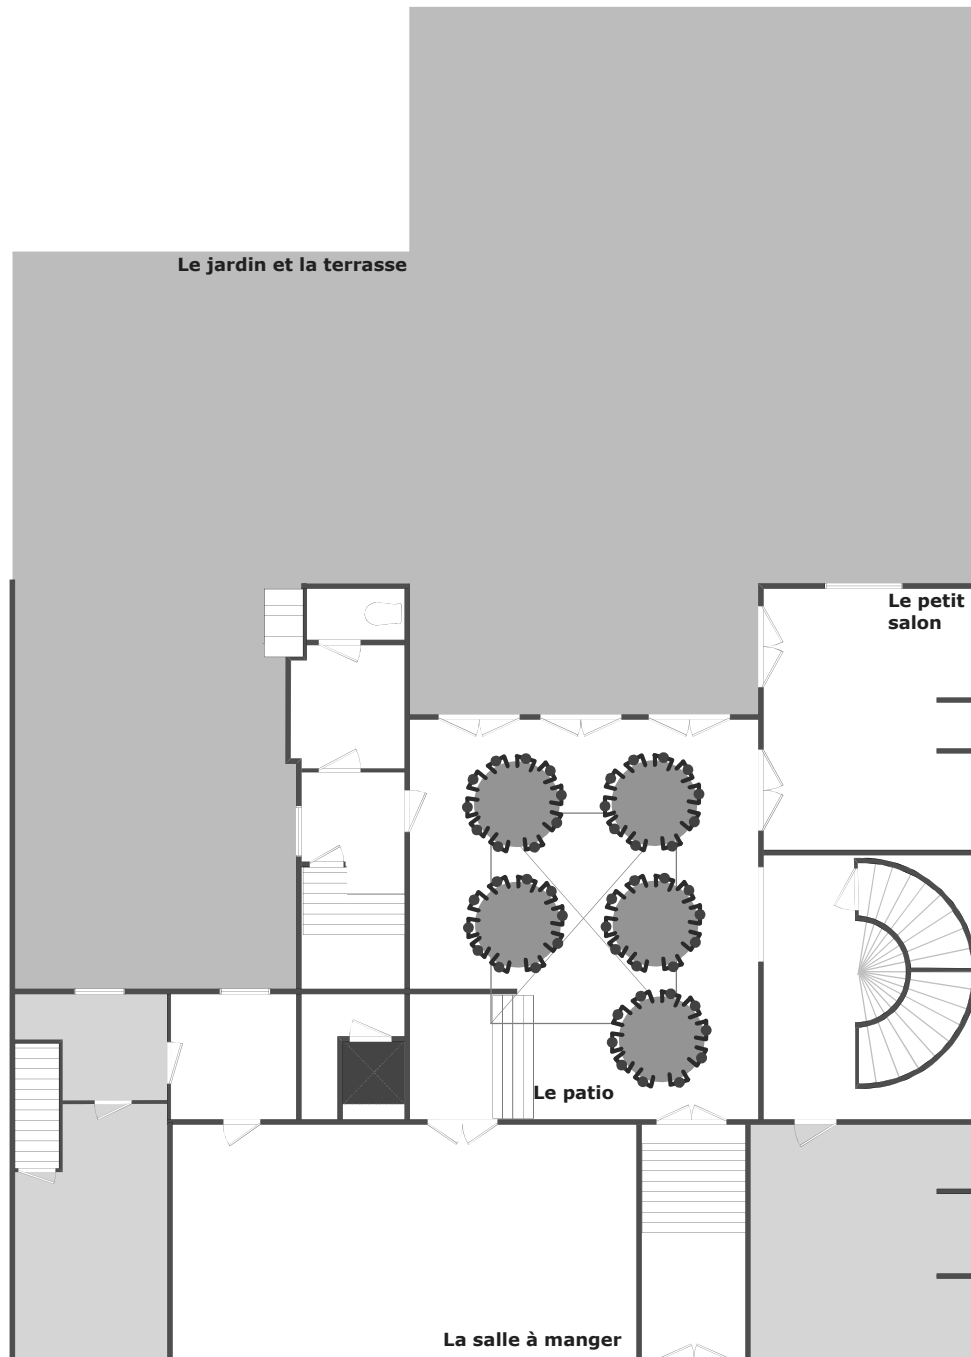 Le jardin et la terrasse
Le petit
salon
Le patio
La salle à manger